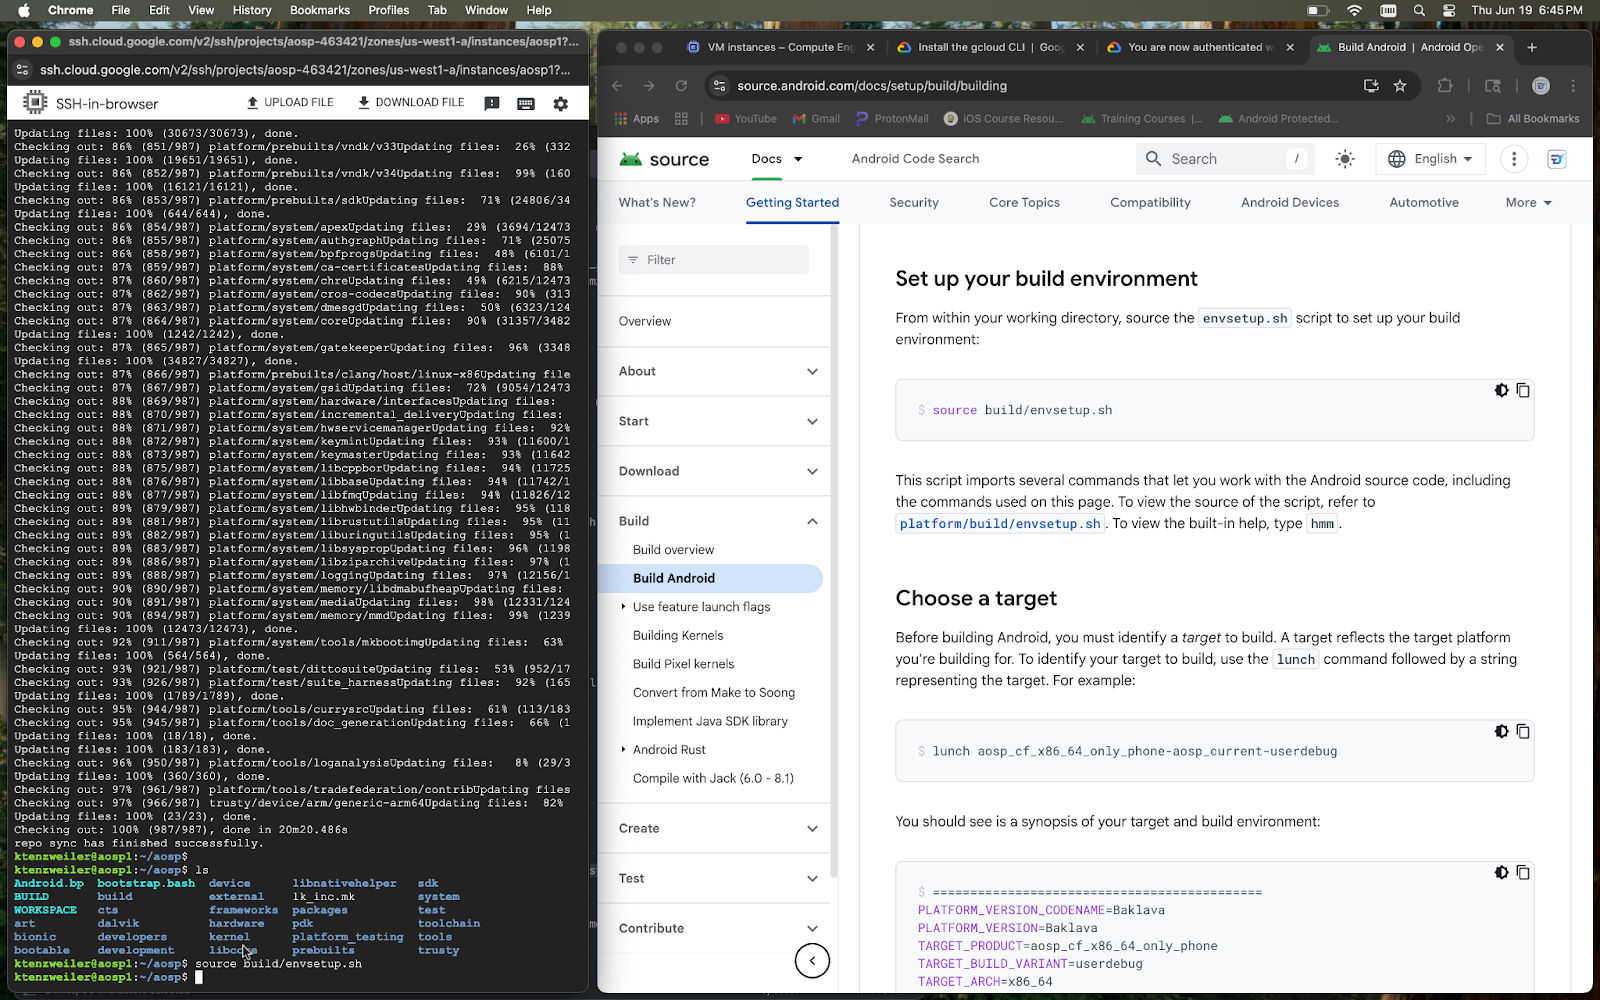 Chrome File Edit View History Bookmarks Profiles Tab Window Help Thu Jun 19 6:45 PM
ssh.cloud.google.com/v2/ssh/projects/aosp-463421/zones/us-west1-a/instances/aosp1?...
ssh.cloud.google.com/v2/ssh/projects/aosp-463421/zones/us-west1-a/instances/aosp1?...
SSH-in-browser UPLOAD FILE DOWNLOAD FILE
Updating files: 100% (30673/30673), done.
Checking out: 86% (851/987) platform/prebuilts/vndk/v33Updating files: 26% (332
Updating files: 100% (19651/19651), done.
Checking out: 86% (852/987) platform/prebuilts/vndk/v34Updating files: 99% (160
Updating files: 100% (16121/16121), done.
Checking out: 86% (853/987) platform/prebuilts/sdkUpdating files: 71% (24806/34
Updating files: 100% (644/644), done.
Checking out: 86% (854/987) platform/system/apexUpdating files: 29% (3694/12473
Checking out: 86% (855/987) platform/system/authgraphUpdating files: 71% (25075
Checking out: 86% (858/987) platform/system/bpfprogsUpdating files: 48% (6101/1
Checking out: 87% (859/987) platform/system/ca-certificatesUpdating files: 88%
Checking out: 87% (860/987) platform/system/chreUpdating files: 49% (6215/12473
Checking out: 87% (862/987) platform/system/cros-codecsUpdating files: 90% (313
Checking out: 87% (863/987) platform/system/dmesgdUpdating files: 50% (6323/124
Checking out: 87% (864/987) platform/system/coreUpdating files: 90% (31357/3482
Updating files: 100% (1242/1242), done.
Checking out: 87% (865/987) platform/system/gatekeeperUpdating files: 96% (3348
Updating files: 100% (34827/34827), done.
Checking out: 87% (866/987) platform/prebuilts/clang/host/linux-x86Updating file
Checking out: 87% (867/987) platform/system/gsidUpdating files: 72% (9054/12473
Checking out: 88% (869/987) platform/hardware/interfacesUpdating files:
Checking out: 88% (870/987) platform/system/incremental_deliveryUpdating files:
Checking out: 88% (871/987) platform/system/hwservicemanagerUpdating files: 92%
Checking out: 88% (872/987) platform/system/keymintUpdating files: 93% (11600/1
Checking out: 88% (873/987) platform/system/keymasterUpdating files: 93% (11642
Checking out: 88% (875/987) platform/system/libcppborUpdating files: 94% (11725
Checking out: 88% (876/987) platform/system/libbaseUpdating files: 94% (11742/1
Checking out: 88% (877/987) platform/system/libfmqUpdating files: 94% (11826/12
Checking out: 89% (879/987) platform/system/libhwbinderUpdating files: 95% (118
Checking out: 89% (881/987) platform/system/librustutilsUpdating files: 95% (11
Checking out: 89% (882/987) platform/system/liburingutilsUpdating files: 95% (1
Checking out: 89% (883/987) platform/system/libsyspropUpdating files: 96% (1198
Checking out: 89% (886/987) platform/system/libziparchiveUpdating files: 97% (1
Checking out: 89% (888/987) platform/system/loggingUpdating files: 97% (12156/1
Checking out: 90% (890/987) platform/system/memory/libdmabufheapUpdating files:
Checking out: 90% (891/987) platform/system/mediaUpdating files: 98% (12331/124
Checking out: 90% (894/987) platform/system/memory/mmdUpdating files: 99% (1239
Updating files: 100% (12473/12473), done.
Checking out: 92% (911/987) platform/system/tools/mkbootimgUpdating files: 63%
Updating files: 100% (564/564), done.
Checking out: 93% (921/987) platform/test/dittosuiteUpdating files: 53% (952/17
Checking out: 93% (926/987) platform/test/suite_harnessUpdating files: 92% (165
Updating files: 100% (1789/1789), done.
Checking out: 95% (944/987) platform/tools/currysrcUpdating files: 61% (113/183
Checking out: 95% (945/987) platform/tools/doc_generationUpdating files: 66% (1
Updating files: 100% (18/18), done.
Updating files: 100% (183/183), done.
Checking out: 96% (950/987) platform/tools/loganalysisUpdating files: 8% (29/3
Updating files: 100% (360/360), done.
Checking out: 97% (961/987) platform/tools/tradefederation/contribUpdating files
Checking out: 97% (966/987) trusty/device/arm/generic-arm64Updating files: 82%
Updating files: 100% (23/23), done.
Checking out: 100% (987/987), done in 20m20.486s
repo sync has finished successfully.
ktenzweiler@aosp1:~/aosp$
ktenzweiler@aosp1:~/aosp$ ls
Android.bp bootstrap.bash device libnativehelper sdk
BUILD build external lk_inc.mk system
WORKSPACE cts frameworks packages test
art dalvik hardware pdk toolchain
bionic developers kernel platform_testing tools
bootable development libcore prebuilts trusty
ktenzweiler@aosp1:~/aosp$ source build/envsetup.sh
ktenzweiler@aosp1:~/aosp$
VM instances – Compute Eng Install the gcloud CLI | Goog You are now authenticated w Build Android | Android Ope
source.android.com/docs/setup/build/building
Apps YouTube Gmail ProtonMail iOS Course Resou... Training Courses |... Android Protected... All Bookmarks
source Docs Android Code Search Search / English
What's New? Getting Started Security Core Topics Compatibility Android Devices Automotive More
Filter
Overview
About
Start
Download
Build
Build overview
Build Android
Use feature launch flags
Building Kernels
Build Pixel kernels
Convert from Make to Soong
Implement Java SDK library
Android Rust
Compile with Jack (6.0 - 8.1)
Create
Test
Contribute
Set up your build environment
From within your working directory, source the envsetup.sh script to set up your build
environment:
$ source build/envsetup.sh
This script imports several commands that let you work with the Android source code, including
the commands used on this page. To view the source of the script, refer to
platform/build/envsetup.sh. To view the built-in help, type hmm.
Choose a target
Before building Android, you must identify a target to build. A target reflects the target platform
you're building for. To identify your target to build, use the lunch command followed by a string
representing the target. For example:
$ lunch aosp_cf_x86_64_only_phone-aosp_current-userdebug
You should see is a synopsis of your target and build environment:
$ ============================================
PLATFORM_VERSION_CODENAME=Baklava
PLATFORM_VERSION=Baklava
TARGET_PRODUCT=aosp_cf_x86_64_only_phone
TARGET_BUILD_VARIANT=userdebug
TARGET_ARCH=x86_64